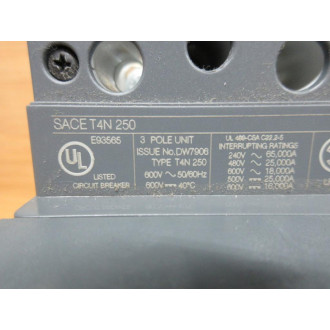 SACE T4N 250
E93565
UL
LISTED
CIRCUIT BREAKER
3 POLE UNIT
ISSUE No.DW7906
TYPE T4N 250
600V ~ 50/60Hz
600V ⎓ 40°C
UL 489-CSA C22.2-5
INTERRUPTING RATINGS
240V ~ 65,000A
480V ~ 25,000A
600V ~ 18,000A
500V ⎓ 25,000A
600V ⎓ 16,000A